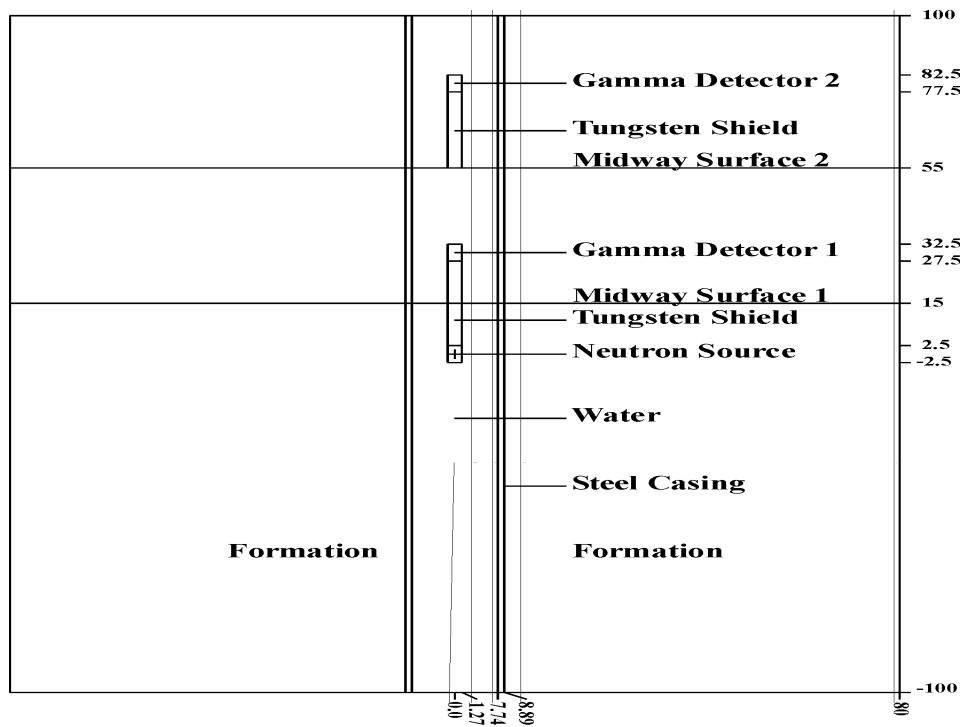 100
82.5
Gamma Detector 2
77.5
Tungsten Shield
Midway Surface 2
55
32.5
Gamma Detector 1
27.5
Midway Surface 1
15
Tungsten Shield
2.5
Neutron Source
-2.5
Water
Steel Casing
Formation Formation
-100
0.0 1.27 7.74 8.89 80